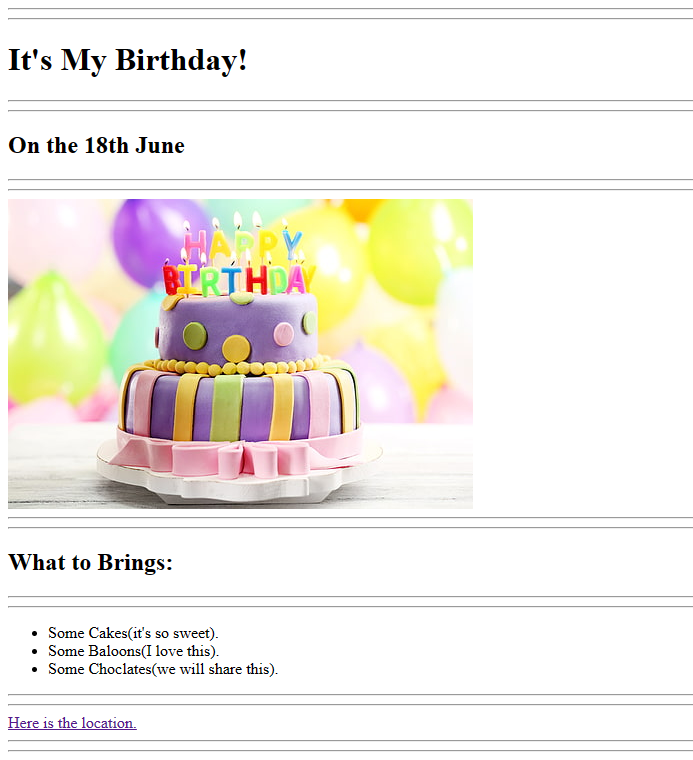 It's My Birthday!
On the 18th June
HAPPY
BIRTHDAY
What to Brings:
Some Cakes(it's so sweet).
Some Baloons(I love this).
Some Choclates(we will share this).
Here is the location.